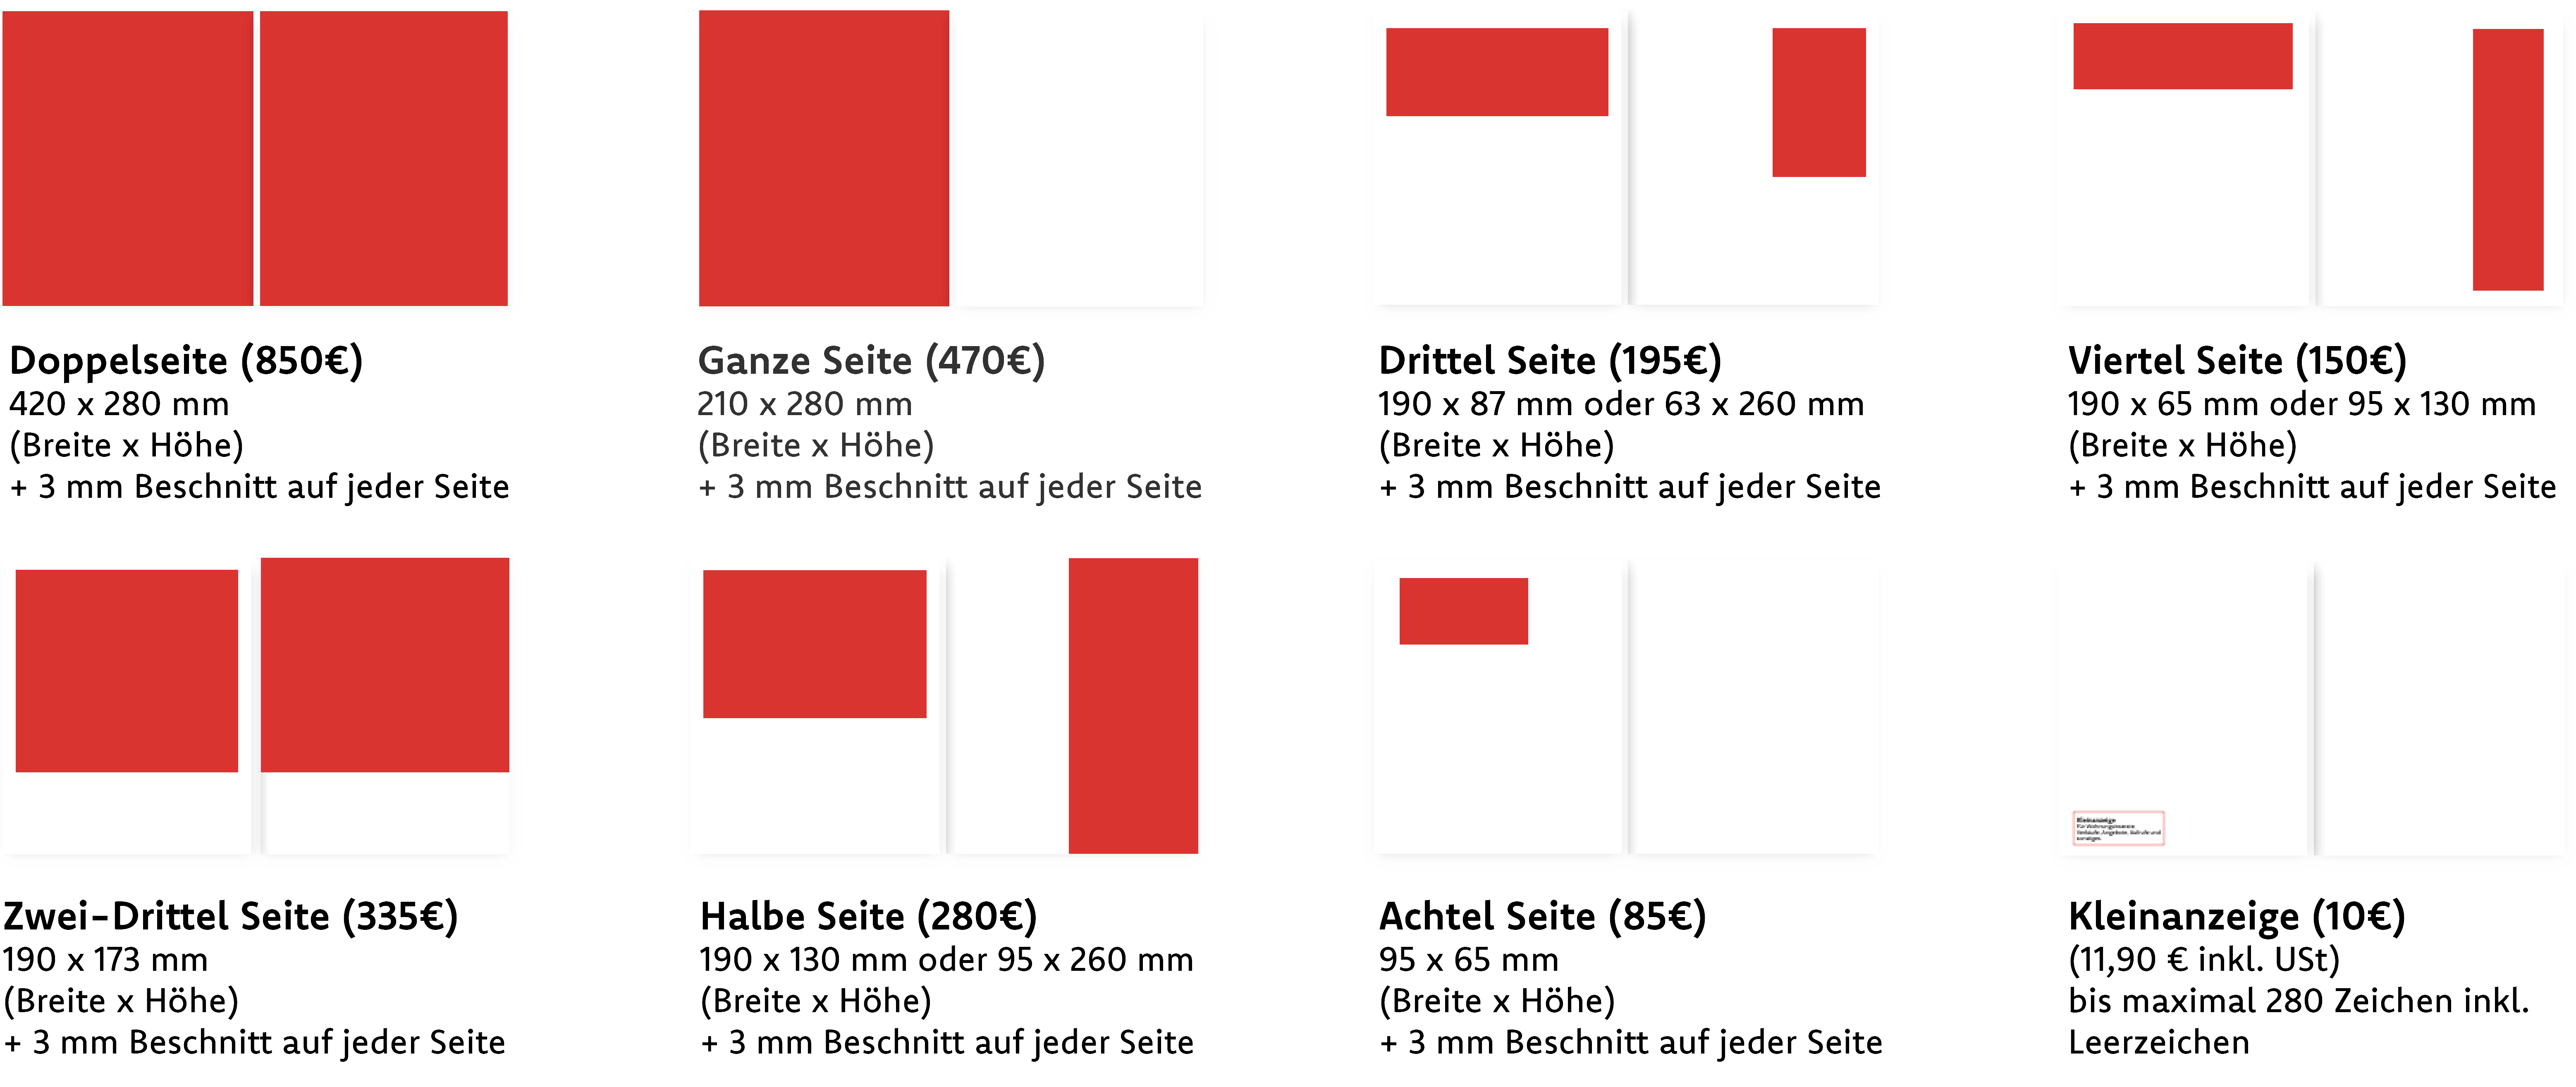 Doppelseite (850€)
420 x 280 mm
(Breite x Höhe)
+ 3 mm Beschnitt auf jeder Seite
Ganze Seite (470€)
210 x 280 mm
(Breite x Höhe)
+ 3 mm Beschnitt auf jeder Seite
Drittel Seite (195€)
190 x 87 mm oder 63 x 260 mm
(Breite x Höhe)
+ 3 mm Beschnitt auf jeder Seite
Viertel Seite (150€)
190 x 65 mm oder 95 x 130 mm
(Breite x Höhe)
+ 3 mm Beschnitt auf jeder Seite
Zwei-Drittel Seite (335€)
190 x 173 mm
(Breite x Höhe)
+ 3 mm Beschnitt auf jeder Seite
Halbe Seite (280€)
190 x 130 mm oder 95 x 260 mm
(Breite x Höhe)
+ 3 mm Beschnitt auf jeder Seite
Achtel Seite (85€)
95 x 65 mm
(Breite x Höhe)
+ 3 mm Beschnitt auf jeder Seite
Kleinanzeige
Für
Verkäufe, Angebote, und
sonstiges
Kleinanzeige (10€)
(11,90 € inkl. USt)
bis maximal 280 Zeichen inkl.
Leerzeichen